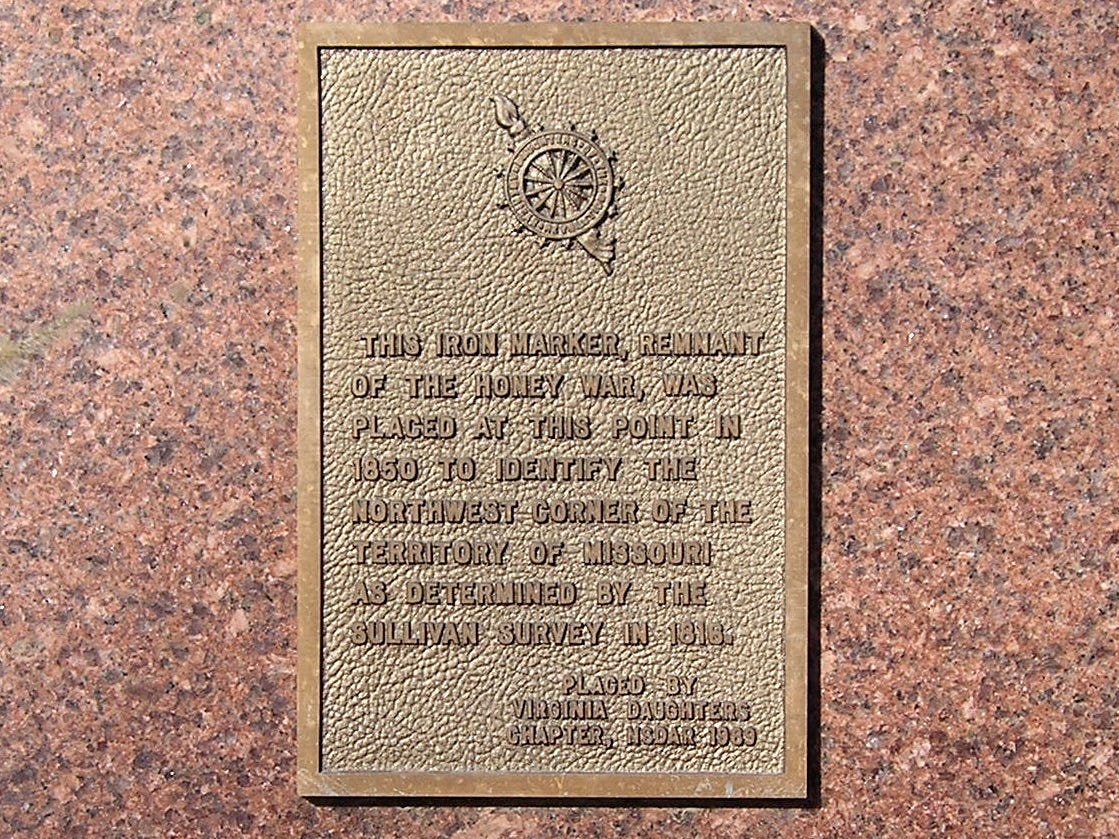 THIS IRON MARKER, REMNANT
OF THE HONEY WAR, WAS
PLACED AT THIS POINT IN
1850 TO IDENTIFY THE
NORTHWEST CORNER OF THE
TERRITORY OF MISSOURI
AS DETERMINED BY THE
SULLIVAN SURVEY IN 1816.
PLACED BY
VIRGINIA DAUGHTERS
CHAPTER, NSDAR 1989